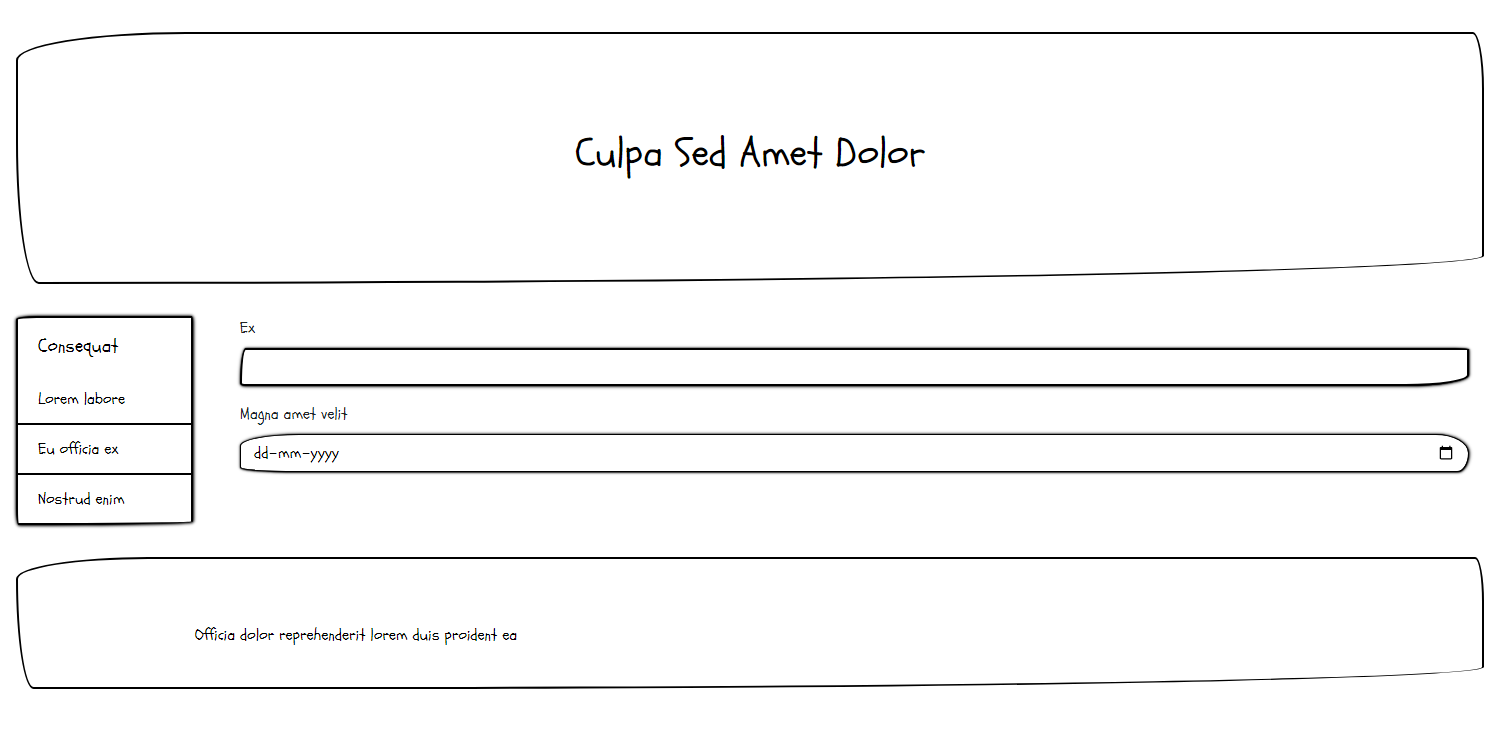 Culpa Sed Amet Dolor
Consequat
Lorem labore
Eu officia ex
Nostrud enim
Ex
Magna amet velit
dd-mm-yyyy
Officia dolor reprehenderit lorem duis proident ea